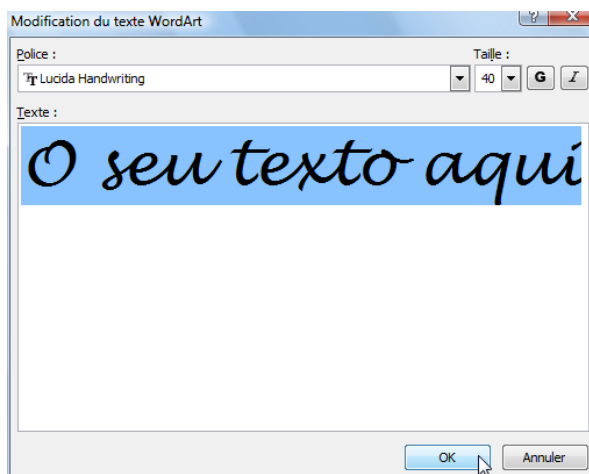 Modification du texte WordArt
Police : Taille :
Lucida Handwriting 40 G I
Texte :
O seu texto aqui
OK Annuler